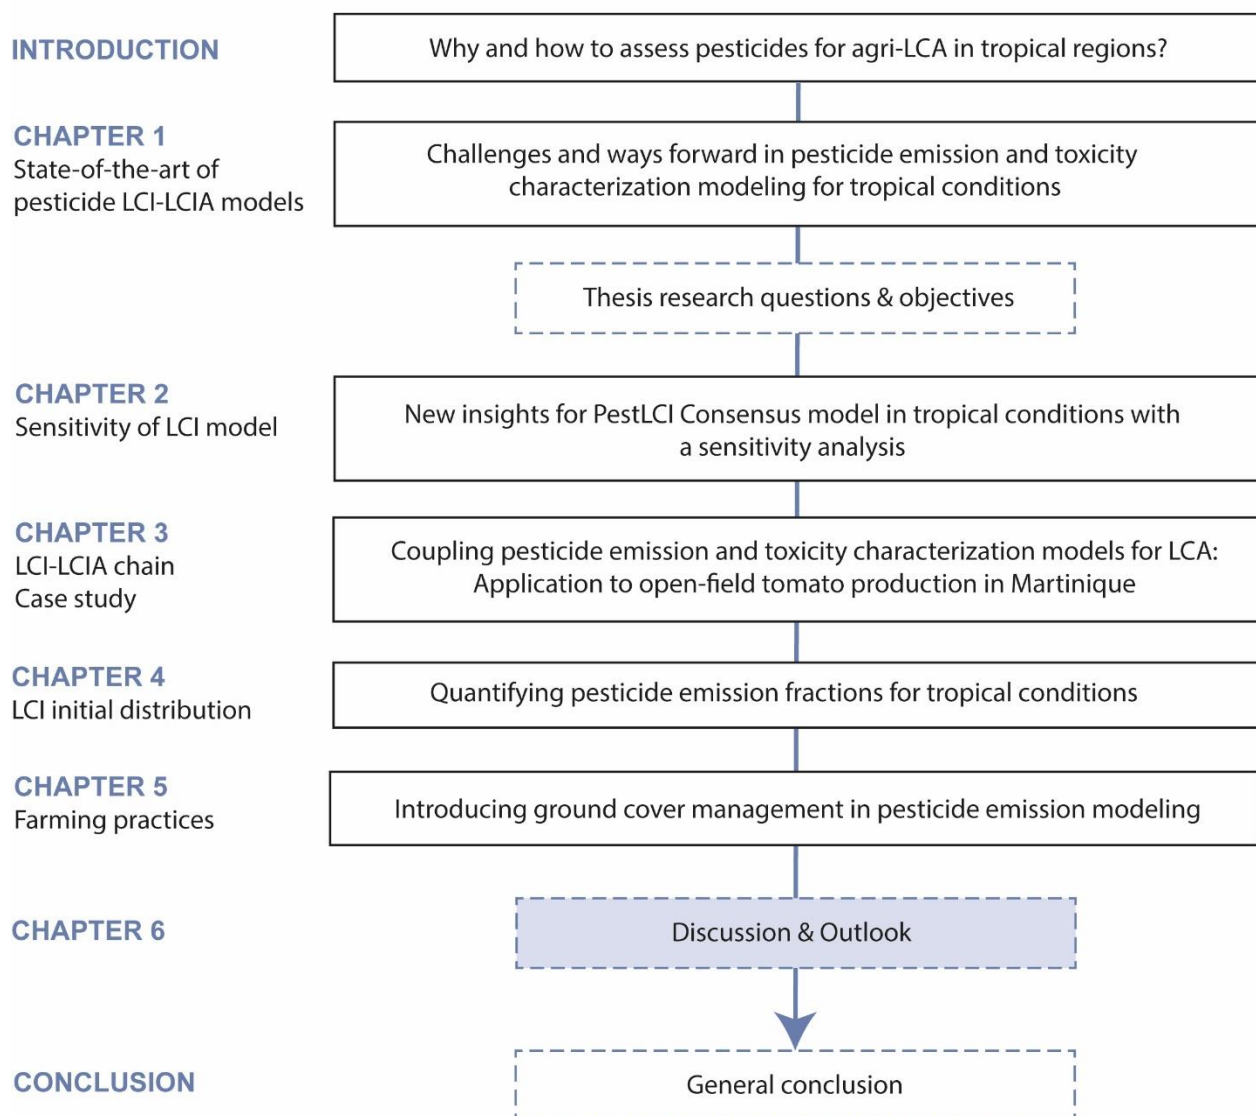 INTRODUCTION
Why and how to assess pesticides for agri-LCA in tropical regions?
CHAPTER 1
State-of-the-art of
pesticide LCI-LCIA models
Challenges and ways forward in pesticide emission and toxicity
characterization modeling for tropical conditions
Thesis research questions & objectives
CHAPTER 2
Sensitivity of LCI model
New insights for PestLCI Consensus model in tropical conditions with
a sensitivity analysis
CHAPTER 3
LCI-LCIA chain
Case study
Coupling pesticide emission and toxicity characterization models for LCA:
Application to open-field tomato production in Martinique
CHAPTER 4
LCI initial distribution
Quantifying pesticide emission fractions for tropical conditions
CHAPTER 5
Farming practices
Introducing ground cover management in pesticide emission modeling
CHAPTER 6
Discussion & Outlook
CONCLUSION
General conclusion